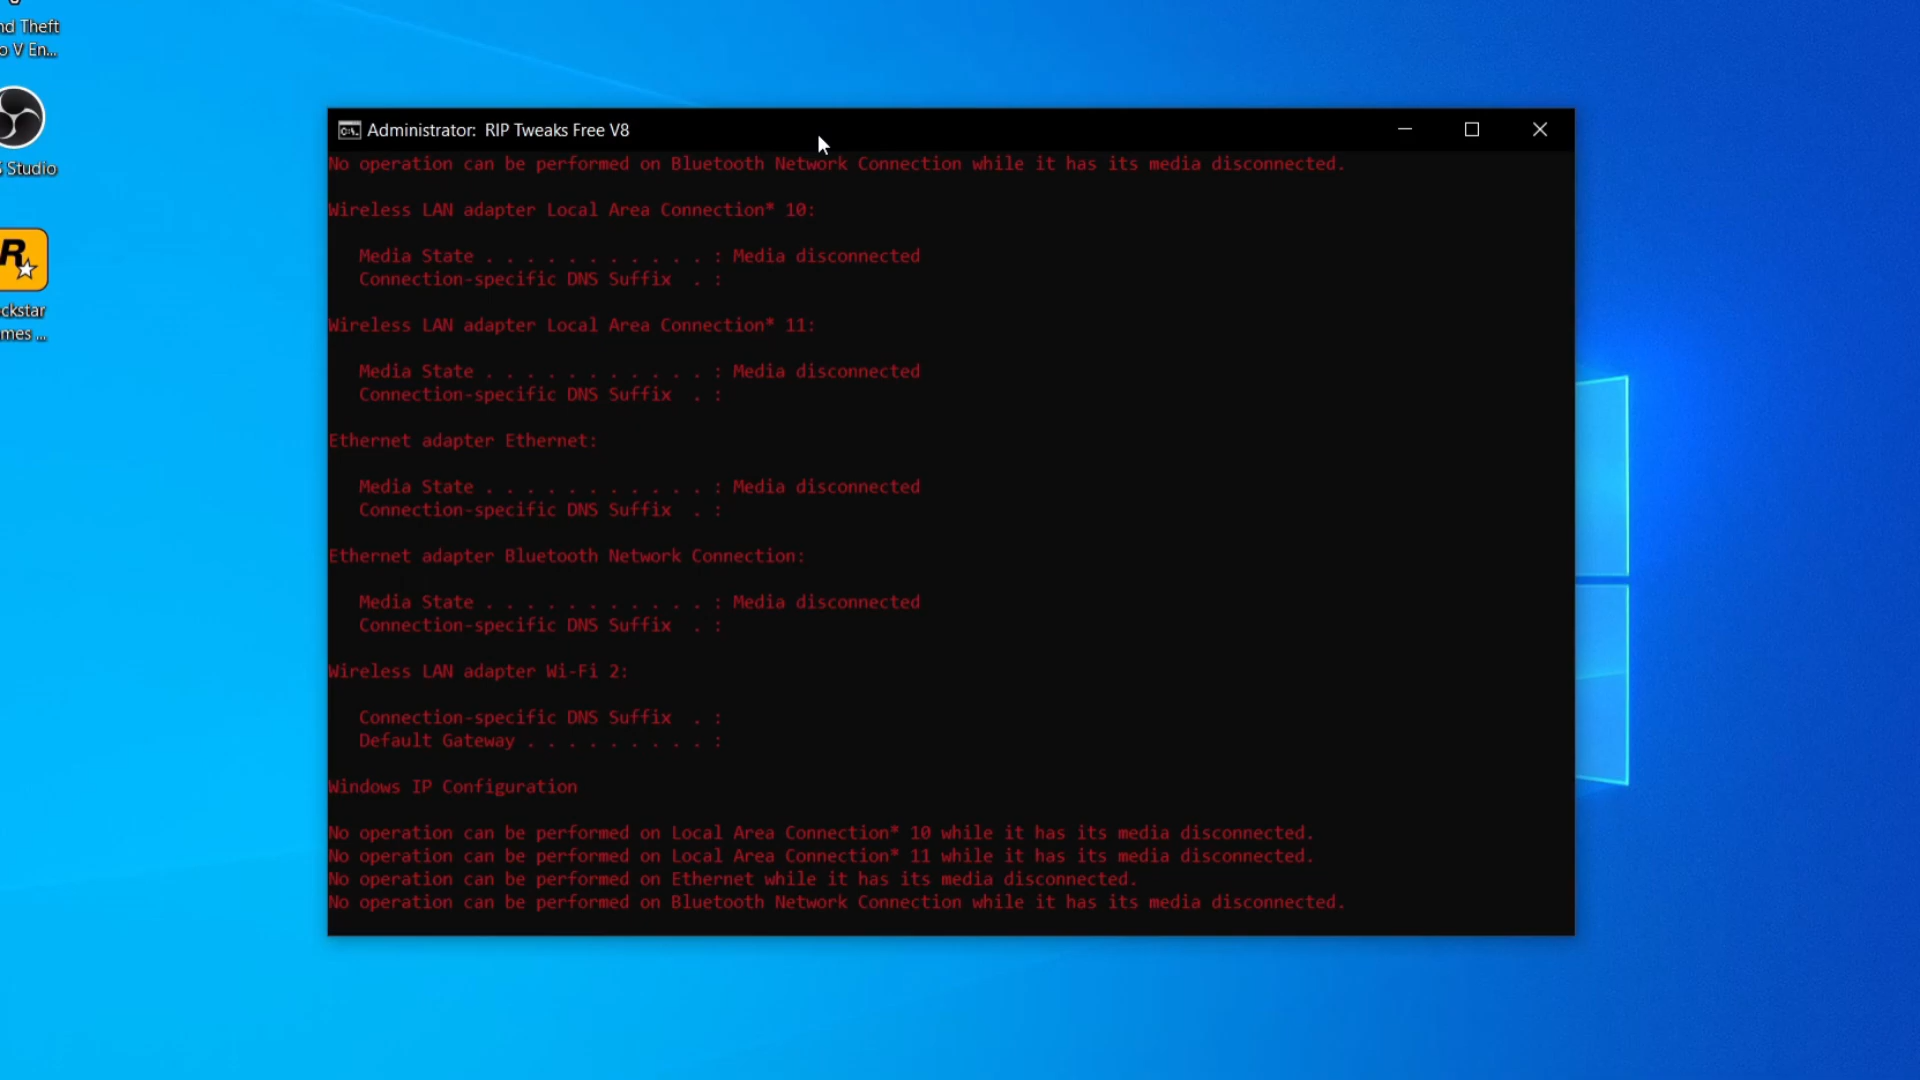 nd Theft
o V En...
Studio
R
ckstar
mes ...
Administrator: RIP Tweaks Free V8
No operation can be performed on Bluetooth Network Connection while it has its media disconnected.
Wireless LAN adapter Local Area Connection* 10:
Media State . . . . . . . . . . . : Media disconnected
Connection-specific DNS Suffix  . :
Wireless LAN adapter Local Area Connection* 11:
Media State . . . . . . . . . . . : Media disconnected
Connection-specific DNS Suffix  . :
Ethernet adapter Ethernet:
Media State . . . . . . . . . . . : Media disconnected
Connection-specific DNS Suffix  . :
Ethernet adapter Bluetooth Network Connection:
Media State . . . . . . . . . . . : Media disconnected
Connection-specific DNS Suffix  . :
Wireless LAN adapter Wi-Fi 2:
Connection-specific DNS Suffix  . :
Default Gateway . . . . . . . . . :
Windows IP Configuration
No operation can be performed on Local Area Connection* 10 while it has its media disconnected.
No operation can be performed on Local Area Connection* 11 while it has its media disconnected.
No operation can be performed on Ethernet while it has its media disconnected.
No operation can be performed on Bluetooth Network Connection while it has its media disconnected.